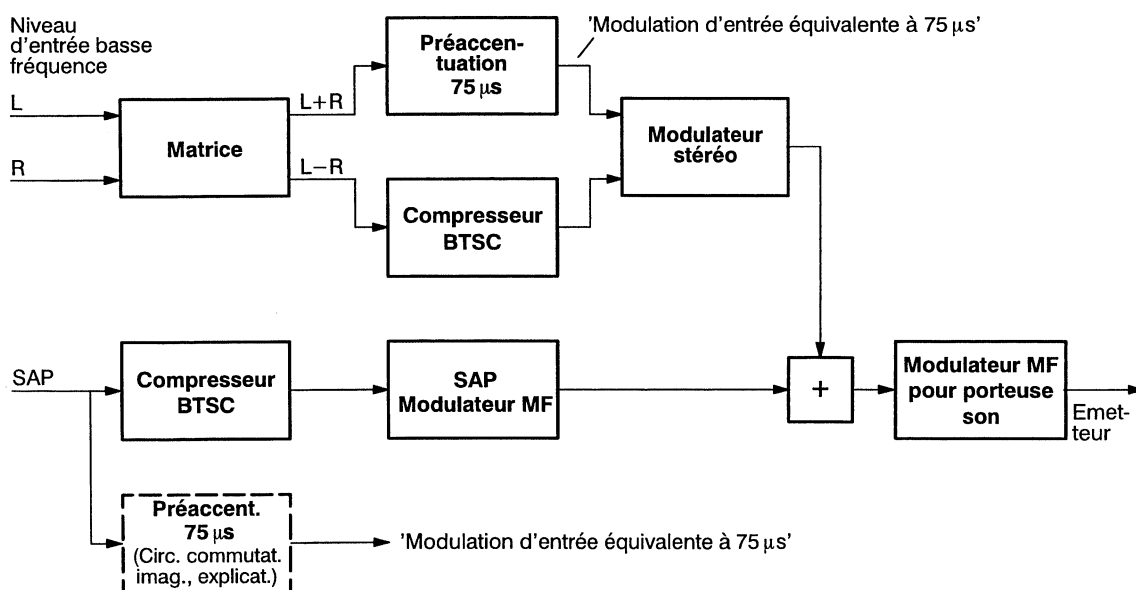 Niveau
d'entrée basse
fréquence
L
R
Matrice
L+R
L−R
Préaccen-
tuation
75 µs
'Modulation d'entrée équivalente à 75 µs'
Compresseur
BTSC
Modulateur
stéréo
SAP
Compresseur
BTSC
SAP
Modulateur MF
+
Modulateur MF
pour porteuse
son
Emet-
teur
Préaccent.
75 µs
(Circ. commutat.
imag., explicat.)
'Modulation d'entrée équivalente à 75 µs'